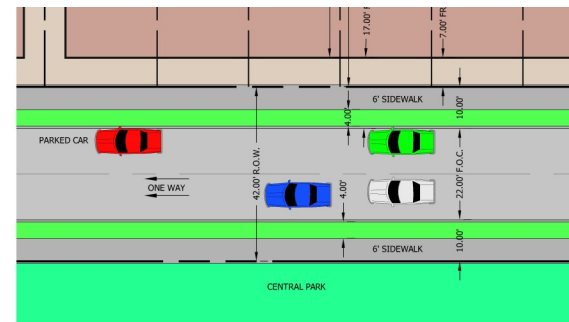 17.00' F
7.00' FR
6' SIDEWALK
10.00'
4.00'
PARKED CAR
ONE WAY
42.00' R.O.W.
4.00'
22.00' F.O.C.
6' SIDEWALK
10.00'
CENTRAL PARK